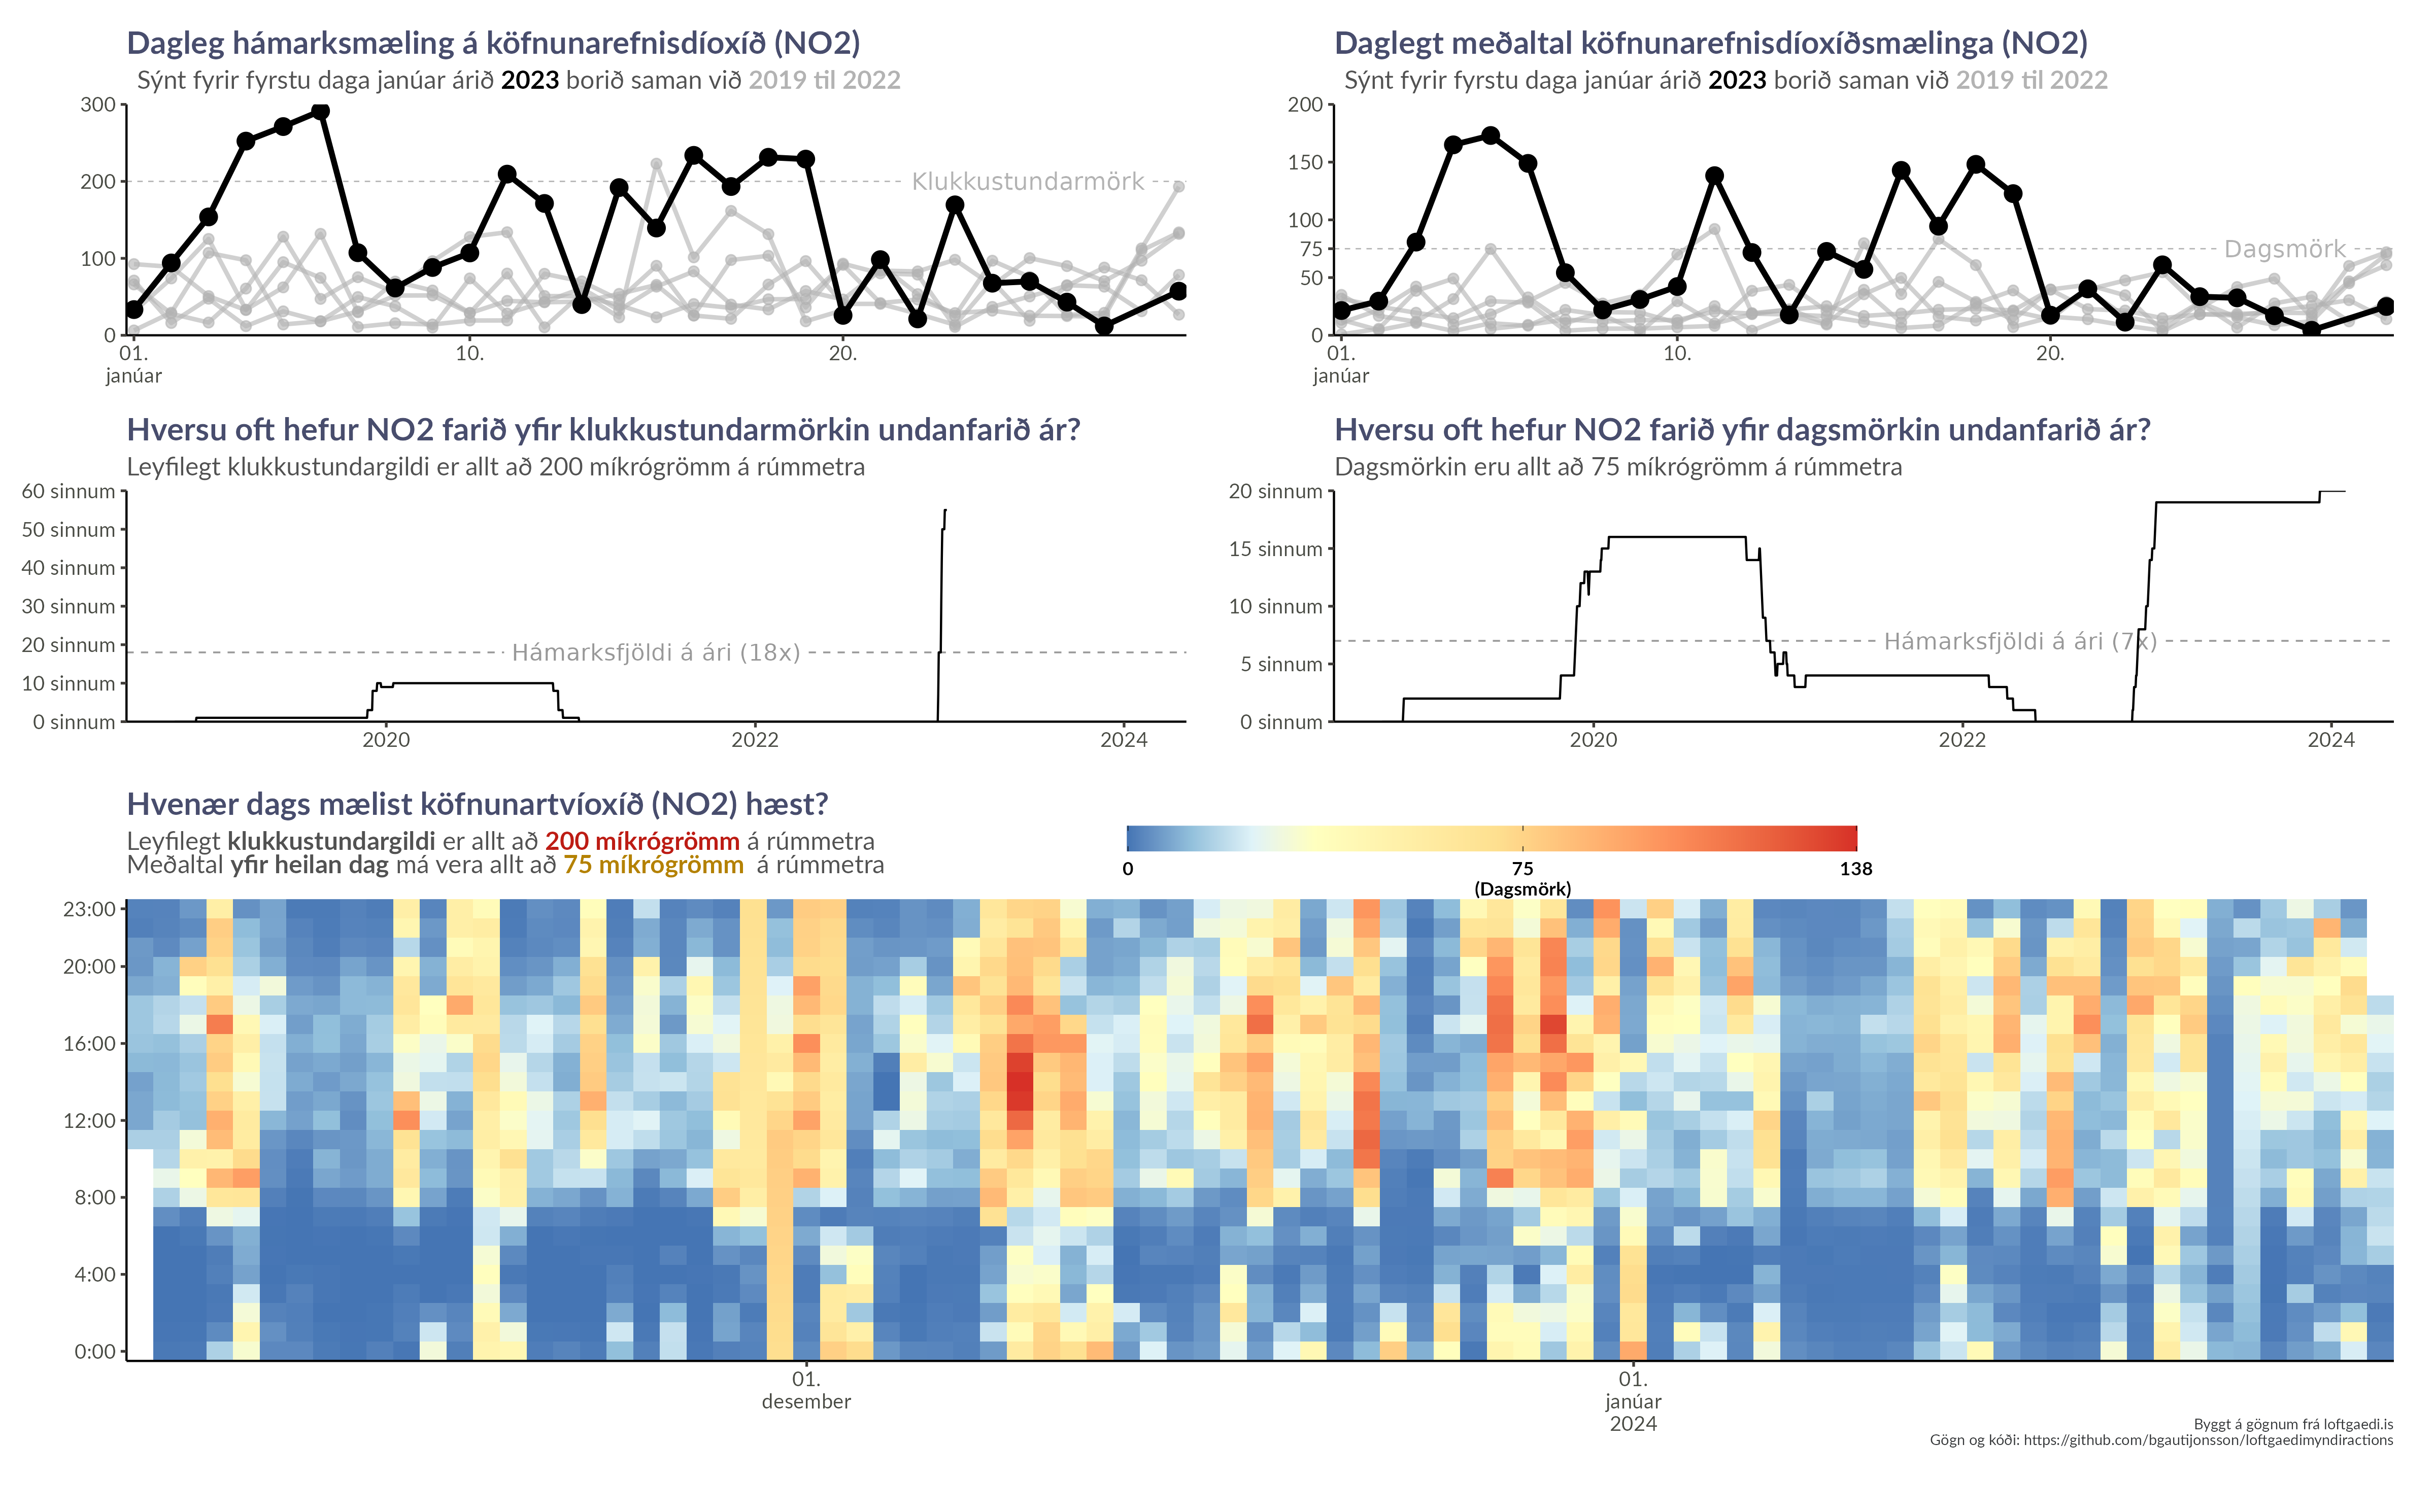 Dagleg hámarksmæling á köfnunarefnisdíoxíð (NO2)
Sýnt fyrir fyrstu daga janúar árið 2023 borið saman við 2019 til 2022
300
200
100
0
Klukkustundarmörk
01.
janúar
10.
20.
Daglegt meðaltal köfnunarefnisdíoxíðsmælinga (NO2)
Sýnt fyrir fyrstu daga janúar árið 2023 borið saman við 2019 til 2022
200
150
100
75
50
0
Dagsmörk
01.
janúar
10.
20.
Hversu oft hefur NO2 farið yfir klukkustundarmörkin undanfarið ár?
Leyfilegt klukkustundargildi er allt að 200 míkrógrömm á rúmmetra
60 sinnum
50 sinnum
40 sinnum
30 sinnum
20 sinnum
10 sinnum
0 sinnum
Hámarksfjöldi á ári (18x)
2020
2022
2024
Hversu oft hefur NO2 farið yfir dagsmörkin undanfarið ár?
Dagsmörkin eru allt að 75 míkrógrömm á rúmmetra
20 sinnum
15 sinnum
10 sinnum
5 sinnum
0 sinnum
Hámarksfjöldi á ári (7x)
2020
2022
2024
Hvenær dags mælist köfnunartvíoxíð (NO2) hæst?
Leyfilegt klukkustundargildi er allt að 200 míkrógrömm á rúmmetra
Meðaltal yfir heilan dag má vera allt að 75 míkrógrömm á rúmmetra
0
75
(Dagsmörk)
138
23:00
20:00
16:00
12:00
8:00
4:00
0:00
01.
desember
01.
janúar
2024
Byggt á gögnum frá loftgaedi.is
Gögn og kóði: https://github.com/bgautijonsson/loftgaedimyndiractions